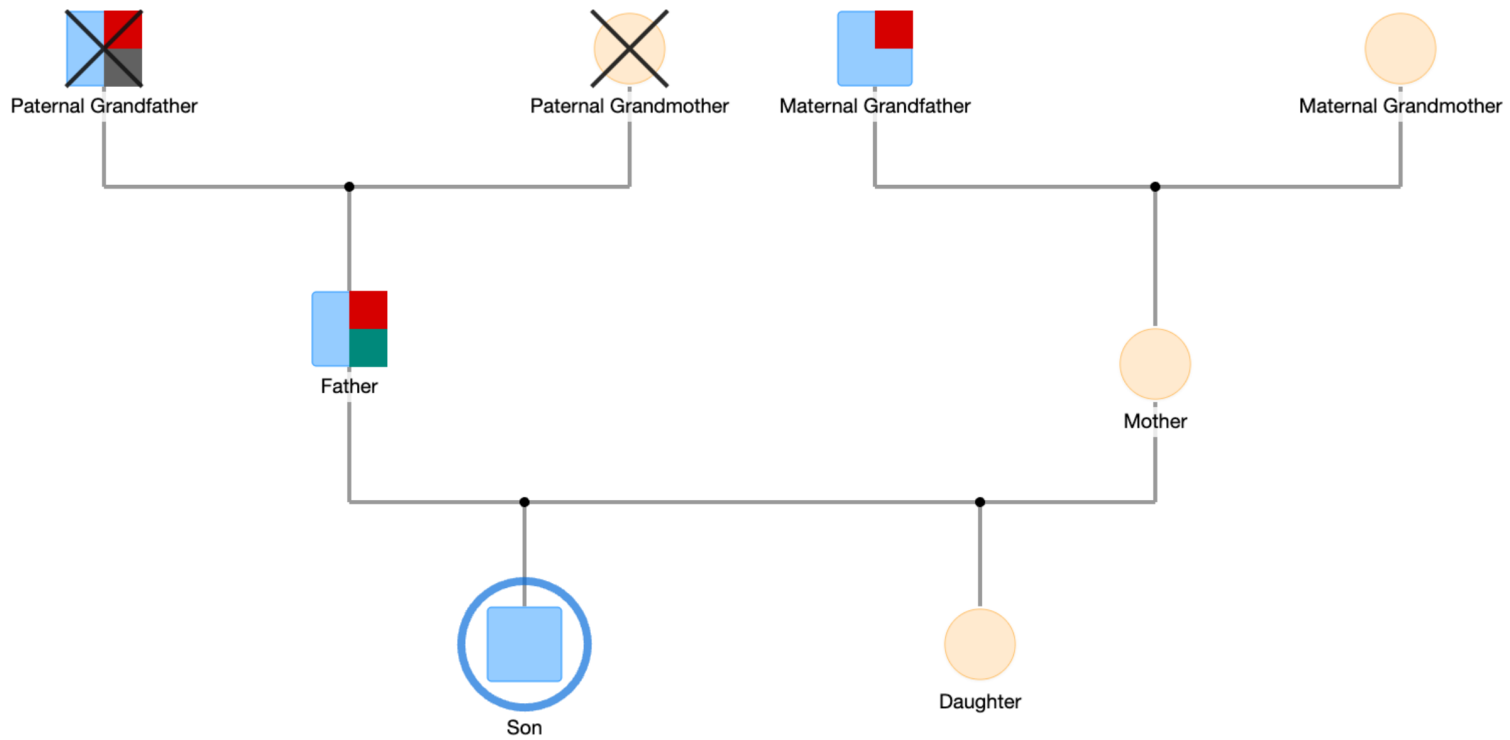 Paternal Grandfather
Paternal Grandmother
Maternal Grandfather
Maternal Grandmother
Father
Mother
Son
Daughter